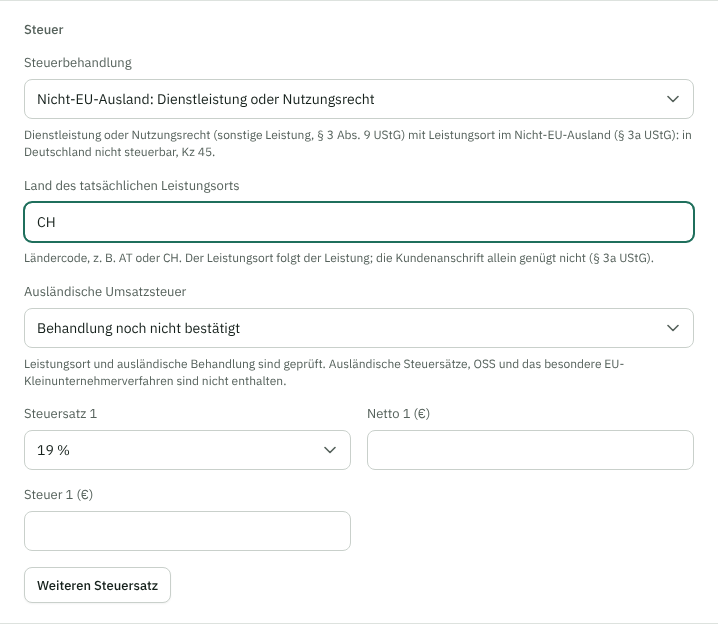 Steuer
Steuerbehandlung
Nicht-EU-Ausland: Dienstleistung oder Nutzungsrecht
Dienstleistung oder Nutzungsrecht (sonstige Leistung, § 3 Abs. 9 UStG) mit Leistungsort im Nicht-EU-Ausland (§ 3a UStG): in
Deutschland nicht steuerbar, Kz 45.
Land des tatsächlichen Leistungsorts
CH
Ländercode, z. B. AT oder CH. Der Leistungsort folgt der Leistung; die Kundenanschrift allein genügt nicht (§ 3a UStG).
Ausländische Umsatzsteuer
Behandlung noch nicht bestätigt
Leistungsort und ausländische Behandlung sind geprüft. Ausländische Steuersätze, OSS und das besondere EU-
Kleinunternehmerverfahren sind nicht enthalten.
Steuersatz 1
Netto 1 (€)
19 %
Steuer 1 (€)
Weiteren Steuersatz